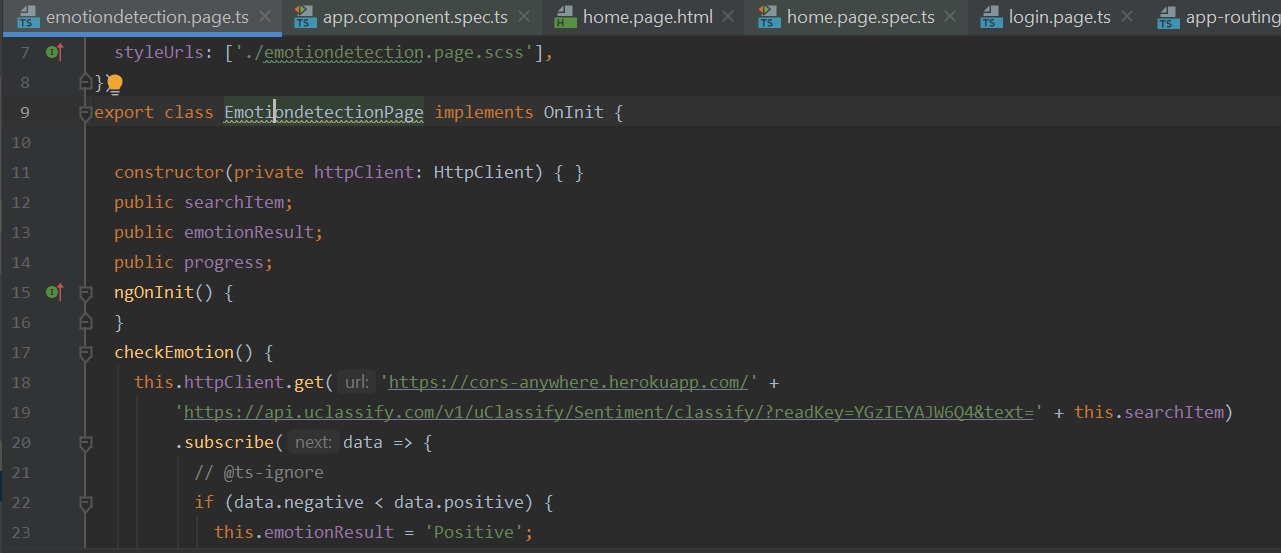 emotiondetection.page.ts app.component.spec.ts home.page.html home.page.spec.ts login.page.ts app-routing
7 styleUrls: ['./emotiondetection.page.scss'],
8 })
9 export class EmotiondetectionPage implements OnInit {
10
11 constructor(private httpClient: HttpClient) { }
12 public searchItem;
13 public emotionResult;
14 public progress;
15 ngOnInit() {
16 }
17 checkEmotion() {
18 this.httpClient.get( url: 'https://cors-anywhere.herokuapp.com/' +
19 'https://api.uclassify.com/v1/uClassify/Sentiment/classify/?readKey=YGzIEYAJW6Q4&text=' + this.searchItem)
20 .subscribe( next: data => {
21 // @ts-ignore
22 if (data.negative < data.positive) {
23 this.emotionResult = 'Positive';